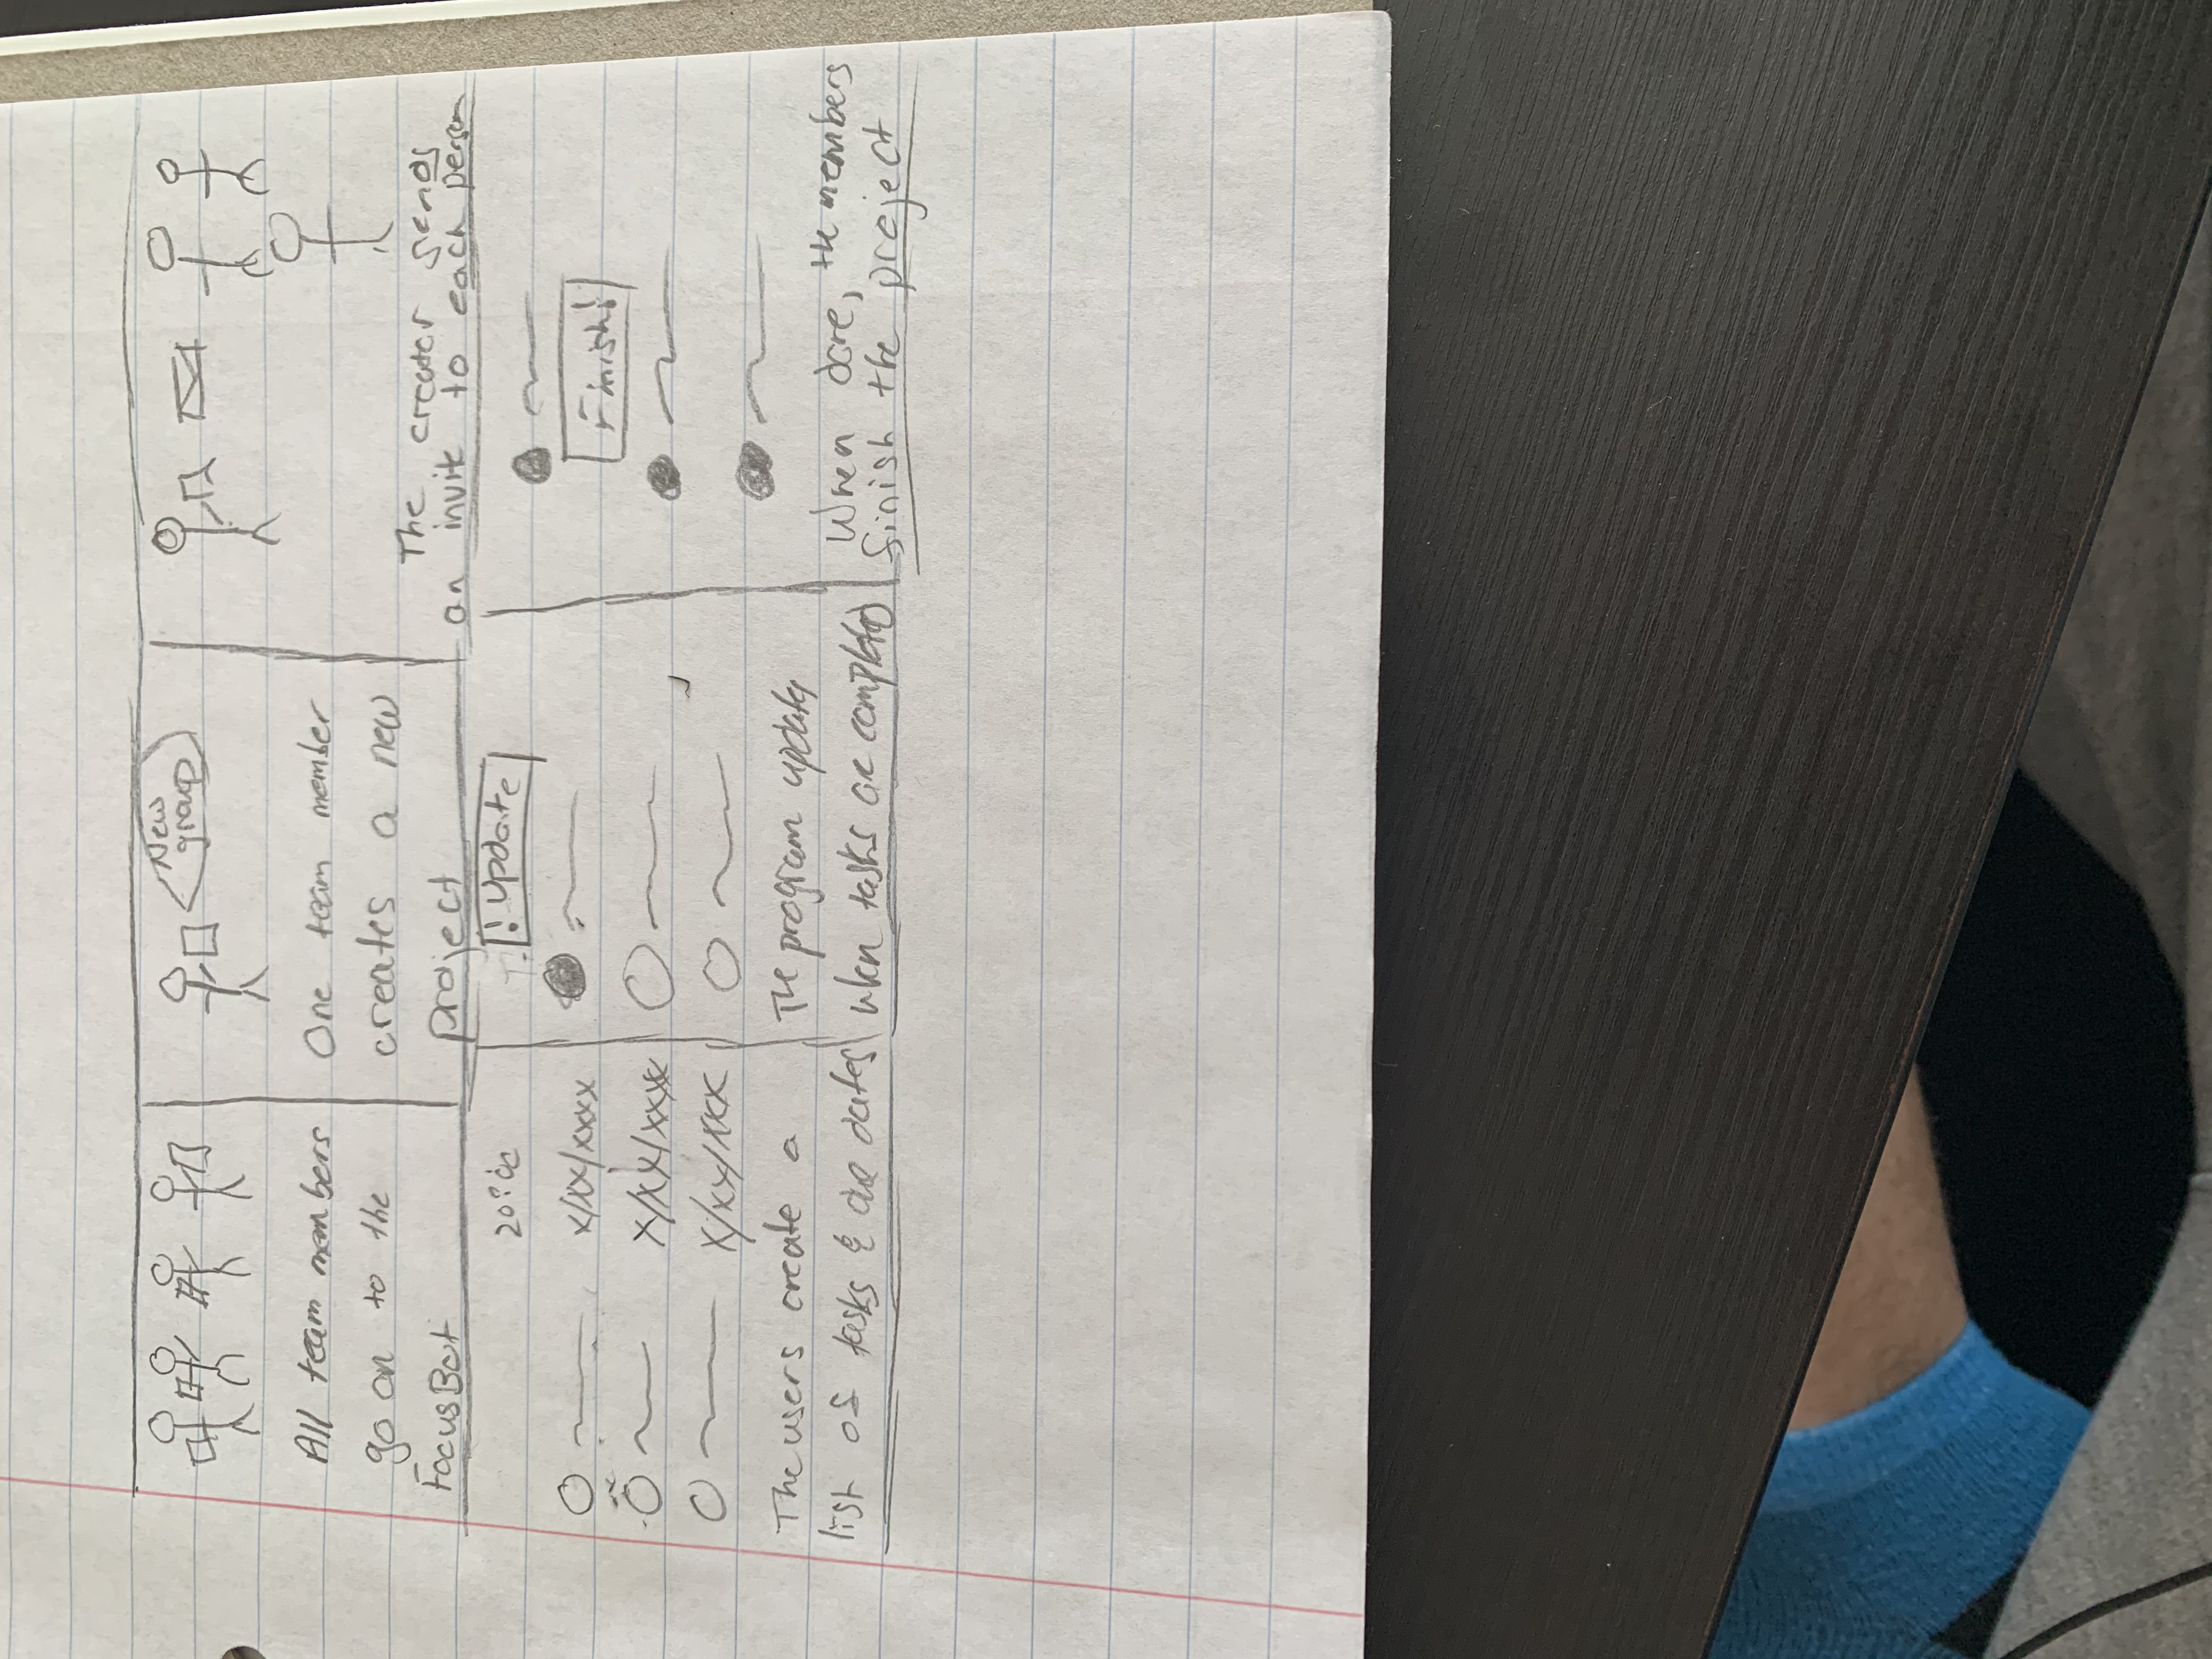 New
group
All team members
go on to the
FocusBot
One team member
creates a new
project
The creator sends
an invite to each person
x/xx/xxxx
x/xx/xxxx
x/xx/xxx
The users create a
list of tasks & due dates
! Update
The program updates
when tasks are completed
Finish!
When done, the members
finish the project